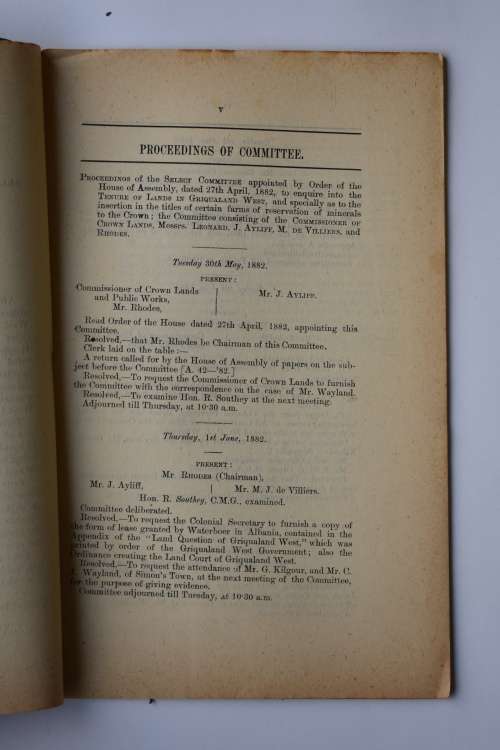 v
PROCEEDINGS OF COMMITTEE.
PROCEEDINGS of the SELECT COMMITTEE appointed by Order of the
House of Assembly, dated 27th April, 1882, to enquire into the
TENURE OF LANDS IN GRIQUALAND WEST, and specially as to the
insertion in the titles of certain farms of reservation of minerals
to the Crown; the Committee consisting of the COMMISSIONER OF
CROWN LANDS, Messrs. LEONARD, J. AYLIFF, M. DE VILLIERS, and
RHODES.
Tuesday 30th May, 1882.
PRESENT:
Commissioner of Crown Lands
and Public Works,
Mr. Rhodes,
Mr. J. AYLIFF.
Read Order of the House dated 27th April, 1882, appointing this
Committee.
Resolved,—that Mr. Rhodes be Chairman of this Committee.
Clerk laid on the table:—
A return called for by the House of Assembly of papers on the sub-
ject before the Committee [A. 42—'82.]
Resolved,—To request the Commissioner of Crown Lands to furnish
the Committee with the correspondence on the case of Mr. Wayland.
Resolved,—To examine Hon. R. Southey at the next meeting.
Adjourned till Thursday, at 10·30 a.m.
Thursday, 1st June, 1882.
PRESENT:
Mr. RHODES (Chairman),
Mr. J. Ayliff,
Mr. M. J. de Villiers.
Hon. R. Southey, C.M.G., examined.
Committee deliberated.
Resolved,—To request the Colonial Secretary to furnish a copy of
the form of lease granted by Waterboer in Albania, contained in the
Appendix of the "Land Question of Griqualand West," which was
printed by order of the Griqualand West Government; also the
Ordinance creating the Land Court of Griqualand West.
Resolved,—To request the attendance of Mr. G. Kilgour, and Mr. C.
Wayland, of Simon's Town, at the next meeting of the Committee,
for the purpose of giving evidence.
Committee adjourned till Tuesday, at 10·30 a.m.